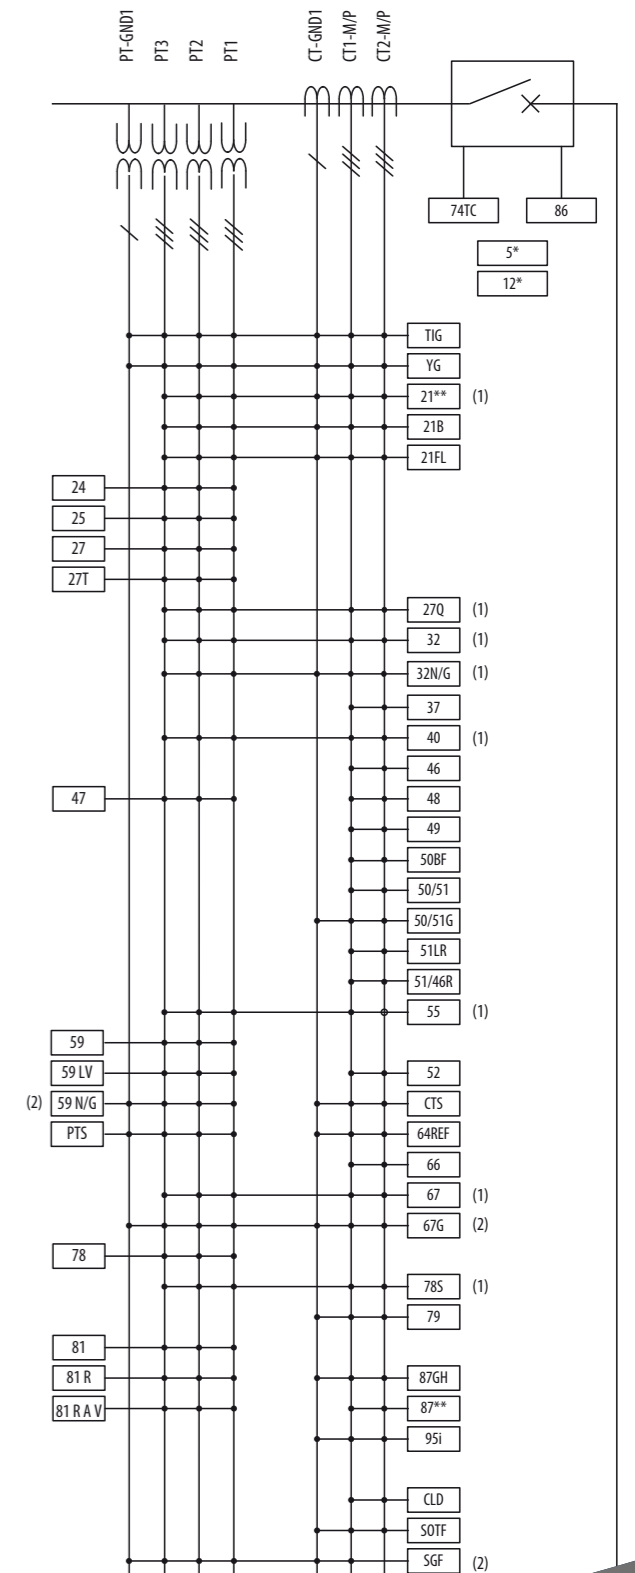 PT-GND1
PT3
PT2
PT1
CT-GND1
CT1-M/P
CT2-M/P
74TC
86
5*
12*
TIG
YG
21** (1)
21B
21FL
24
25
27
27T
27Q (1)
32 (1)
32N/G (1)
37
40 (1)
46
47
48
49
50BF
50/51
50/51G
51LR
51/46R
55 (1)
59
59 LV
52
(2) 59 N/G
CTS
PTS
64REF
66
67 (1)
67G (2)
78
78S (1)
79
81
81 R
87GH
81 R A V
87**
95i
CLD
SOTF
SGF (2)